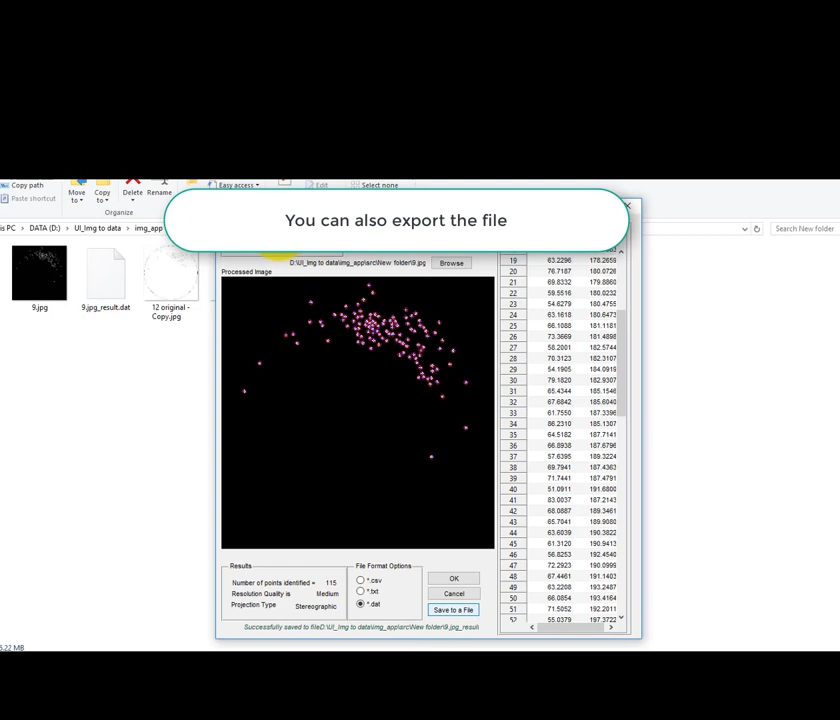 Copy path
Paste shortcut
Move to
Copy to
Delete
Rename
Easy access
Edit
Select none
Organize
You can also export the file
is PC > DATA (D:) > UI_Img to data > img_app
Search New folder
9.jpg
9.jpg_result.dat
12 original - Copy.jpg
D:\UI_Img to data\img_app\src\New folder\9.jpg
Browse
Processed Image
19 63.2296 178.2659
20 76.7187 180.0726
21 69.8332 179.8860
22 59.5516 180.0232
23 54.6279 180.4755
24 63.1618 180.6473
25 66.1088 181.1181
26 73.3669 181.4898
27 58.2001 182.5744
28 70.3123 182.3107
29 54.1905 184.0919
30 79.1820 182.9307
31 65.4344 185.1546
32 67.6842 185.6040
33 61.7550 187.3396
34 86.2310 185.1307
35 64.5182 187.7141
36 66.8938 187.6796
37 57.6395 189.3224
38 69.7941 187.4363
39 71.7441 187.4791
40 51.0911 191.6800
41 83.0037 187.2143
42 68.0887 189.3461
43 65.7041 189.9080
44 63.6039 190.3822
45 61.3120 190.9413
46 56.8253 192.4540
47 72.2923 190.0999
48 67.4461 191.1403
49 63.2208 193.2487
50 66.0854 193.4164
51 71.5052 192.2011
52 55.0379 197.3722
Results
Number of points identified = 115
Resolution Quality is Medium
Projection Type Stereographic
File Format Options
*.csv
*.txt
*.dat
OK
Cancel
Save to a File
Successfully saved to fileD:\UI_Img to data\img_app\src\New folder\9.jpg_resul
6.22 MB